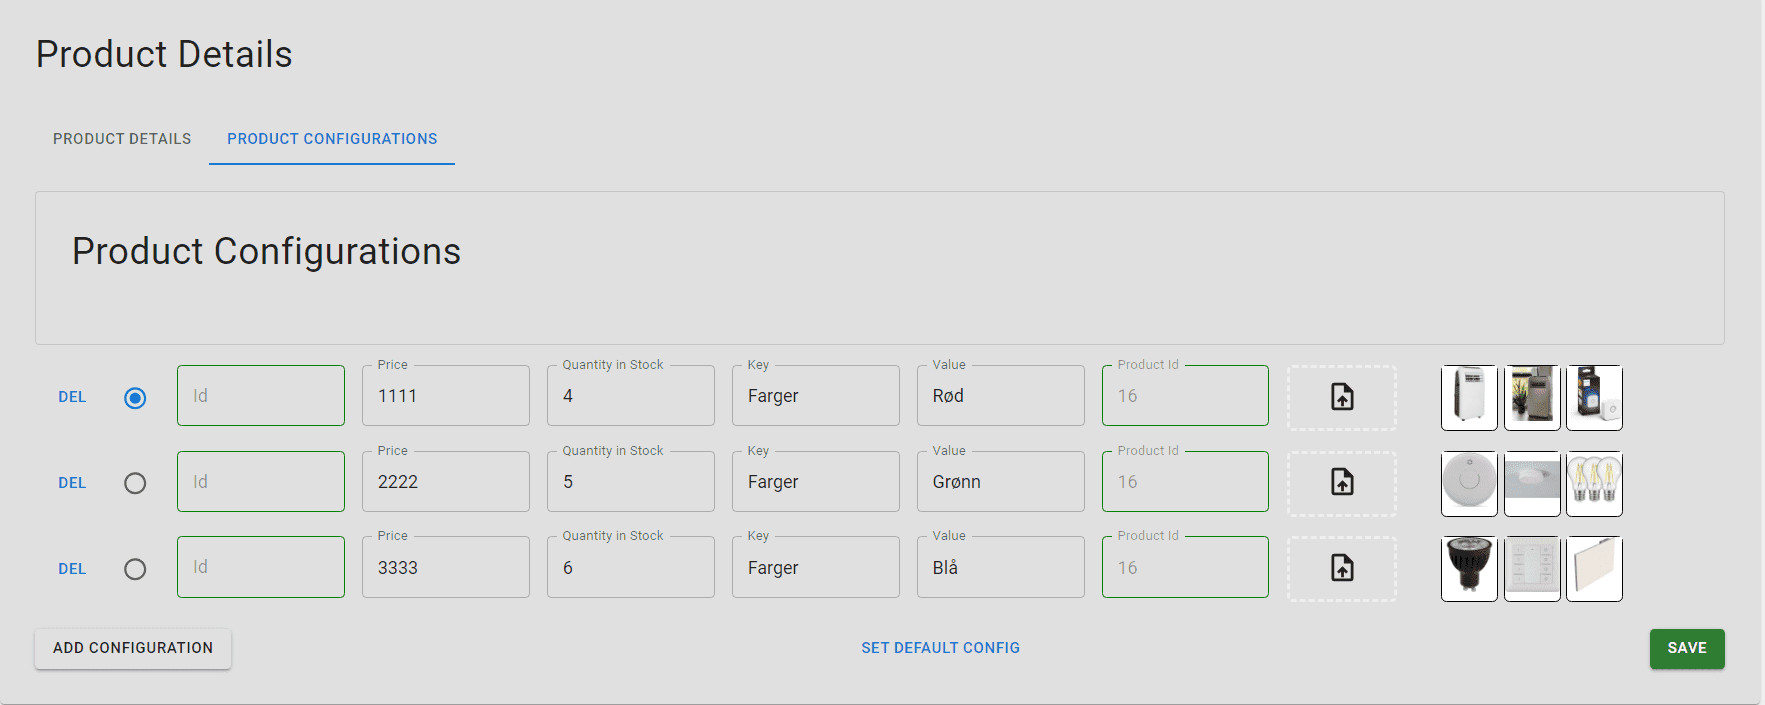 Product Details
PRODUCT DETAILS PRODUCT CONFIGURATIONS
Product Configurations
Price Quantity in Stock Key Value Product Id
DEL Id 1111 4 Farger Rød 16
Price Quantity in Stock Key Value Product Id
DEL Id 2222 5 Farger Grønn 16
Price Quantity in Stock Key Value Product Id
DEL Id 3333 6 Farger Blå 16
ADD CONFIGURATION SET DEFAULT CONFIG SAVE